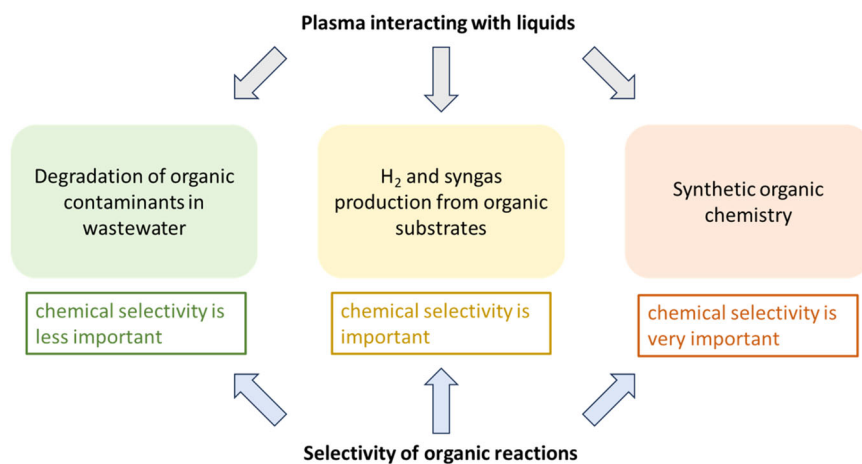 Plasma interacting with liquids
Degradation of organic
contaminants in
wastewater
H₂ and syngas
production from organic
substrates
Synthetic organic
chemistry
chemical selectivity is
less important
chemical selectivity is
important
chemical selectivity is
very important
Selectivity of organic reactions